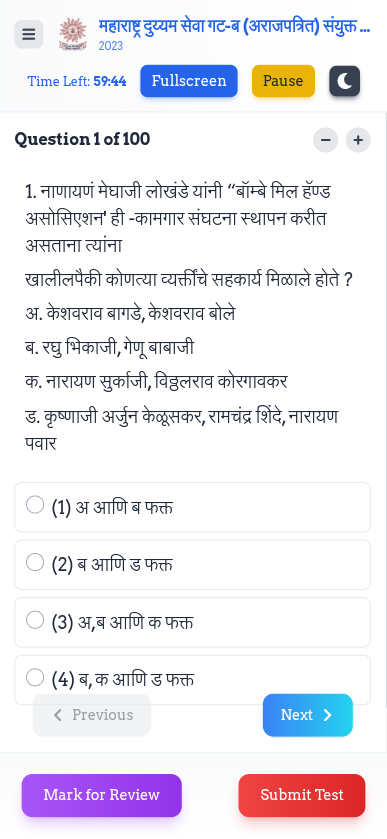 महाराष्ट्र दुय्यम सेवा गट-ब (अराजपत्रित) संयुक्त ...
2023
Time Left: 59:44
Fullscreen
Pause
Question 1 of 100
1. नाणायणं मेघाजी लोखंडे यांनी “बॉम्बे मिल हॅण्ड
असोसिएशन' ही -कामगार संघटना स्थापन करीत
असताना त्यांना
खालीलपैकी कोणत्या व्यक्तींचे सहकार्य मिळाले होते ?
अ. केशवराव बागडे, केशवराव बोले
ब. रघु भिकाजी, गेणू बाबाजी
क. नारायण सुर्काजी, विठ्ठलराव कोरगावकर
ड. कृष्णाजी अर्जुन केळूसकर, रामचंद्र शिंदे, नारायण
पवार
(1) अ आणि ब फक्त
(2) ब आणि ड फक्त
(3) अ,ब आणि क फक्त
(4) ब, क आणि ड फक्त
Previous
Next
Mark for Review
Submit Test